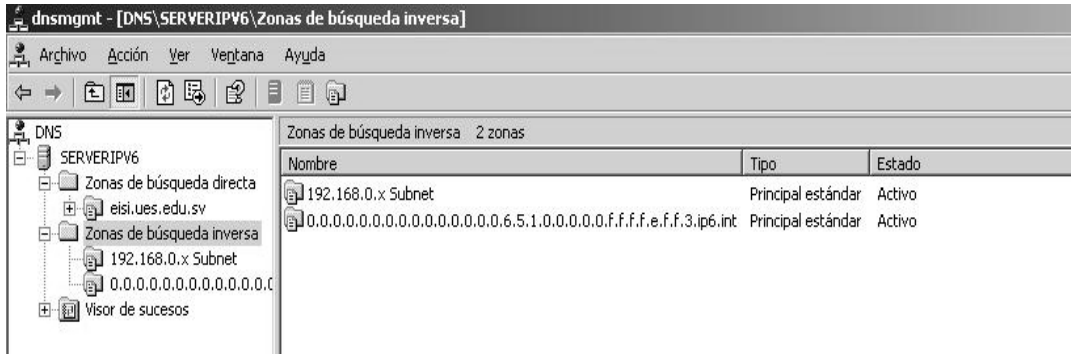 dnsmgmt - [DNS\SERVERIPV6\Zonas de búsqueda inversa]
Archivo Acción Ver Ventana Ayuda
DNS
SERVERIPV6
Zonas de búsqueda directa
eisi.ues.edu.sv
Zonas de búsqueda inversa
192.168.0.x Subnet
0.0.0.0.0.0.0.0.0.0.0.0.0.0
Visor de sucesos
Zonas de búsqueda inversa 2 zonas
Nombre Tipo Estado
192.168.0.x Subnet Principal estándar Activo
0.0.0.0.0.0.0.0.0.0.0.0.0.0.0.0.6.5.1.0.0.0.0.0.f.f.f.f.e.f.f.3.ip6.int Principal estándar Activo